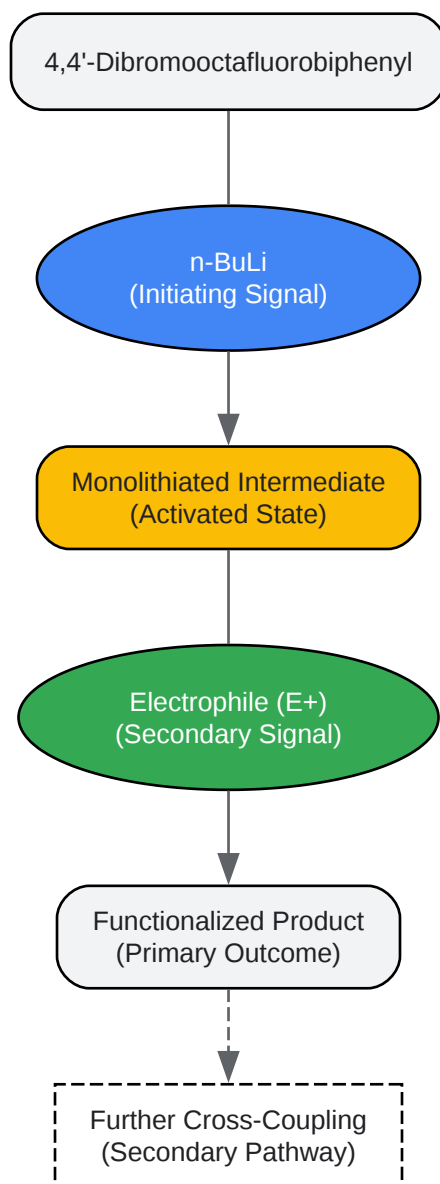 4,4'-Dibromooctafluorobiphenyl
n-BuLi
(Initiating Signal)
Monolithiated Intermediate
(Activated State)
Electrophile (E+)
(Secondary Signal)
Functionalized Product
(Primary Outcome)
Further Cross-Coupling
(Secondary Pathway)